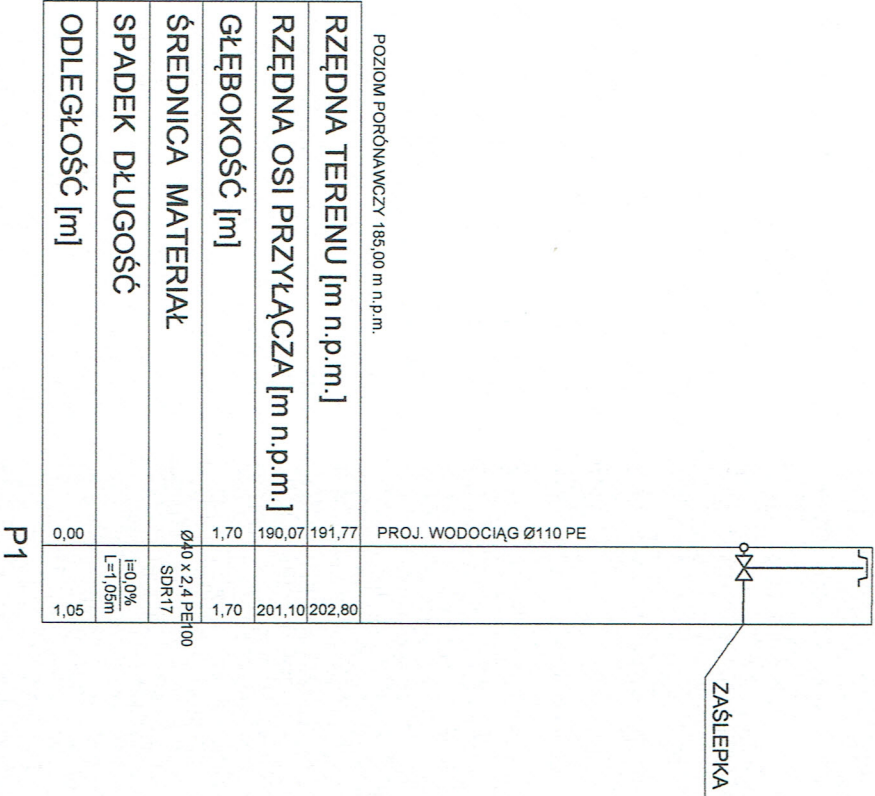 ZAŚLEPKA
PROJ. WODOCIĄG Ø110 PE
POZIOM PORÓNAWCZY 185,00 m n.p.m.
RZĘDNA TERENU [m n.p.m.] 191,77 202,80
RZĘDNA OSI PRZYŁĄCZA [m n.p.m.] 190,07 201,10
GŁĘBOKOŚĆ [m] 1,70 1,70
ŚREDNICA MATERIAŁ Ø40 x 2,4 PE100
SDR17
SPADEK DŁUGOŚĆ i=0,0%
L=1,05m
ODLEGŁOŚĆ [m] 0,00 1,05
P1